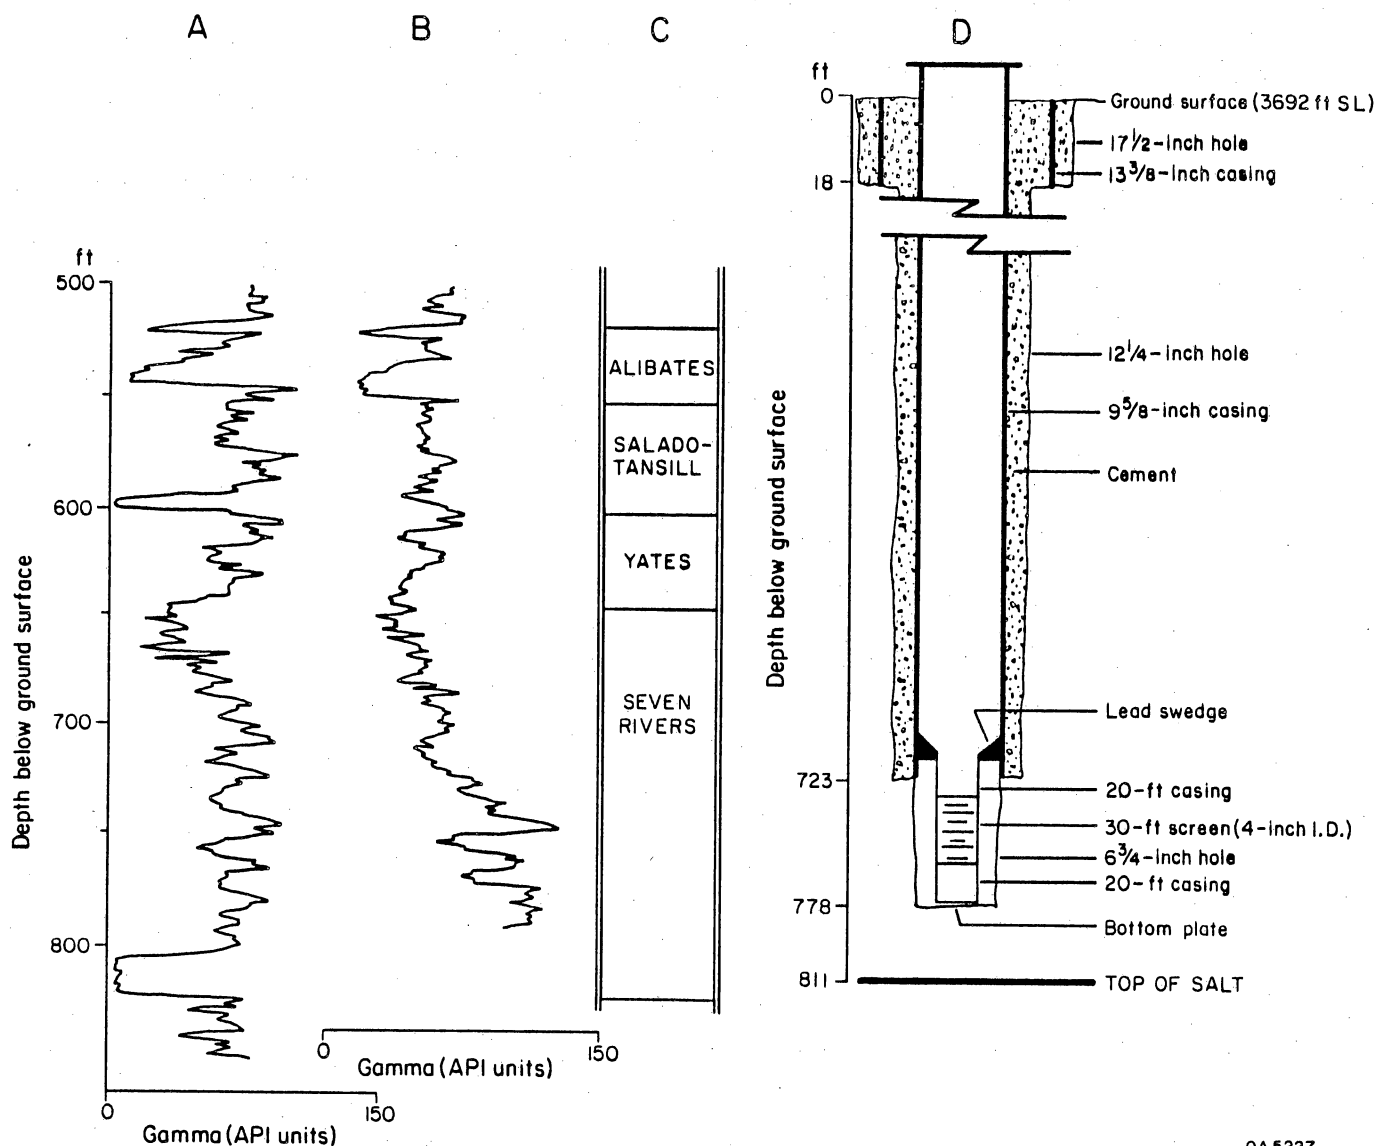 A
B
C
D
ft
0
Ground surface (3692 ft SL)
17 1/2-inch hole
13 3/8-inch casing
18
ft
500
ALIBATES
12 1/4-inch hole
9 5/8-inch casing
SALADO-
TANSILL
Cement
600
YATES
Depth below ground surface
Depth below ground surface
SEVEN
RIVERS
700
Lead swedge
723
20-ft casing
30-ft screen (4-inch I.D.)
6 3/4-inch hole
20-ft casing
778
Bottom plate
800
811
TOP OF SALT
0
150
Gamma (API units)
0
150
Gamma (API units)